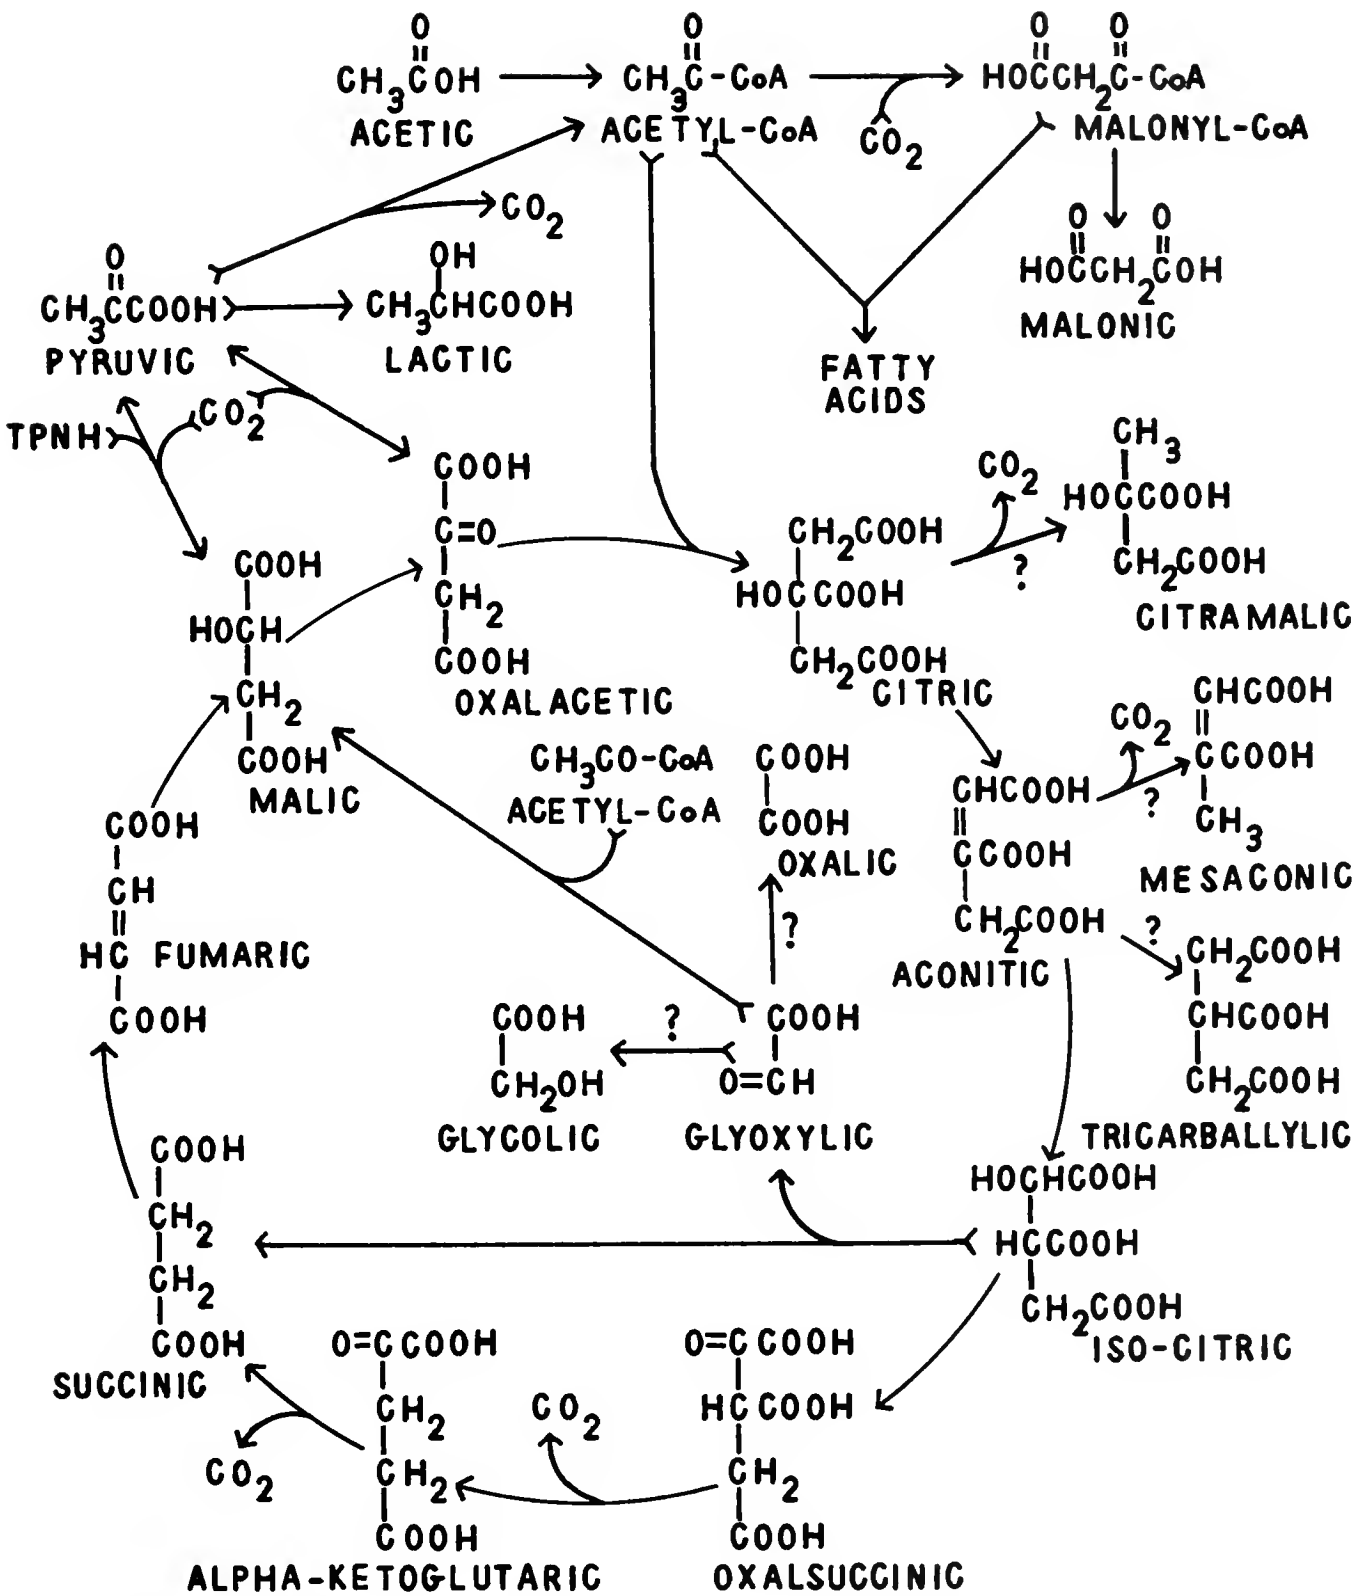 O
CH3COH
ACETIC
O
CH3C-CoA
ACETYL-CoA
CO2
O O
HOCCH2C-CoA
MALONYL-CoA
CO2
O O
HOCCH2COH
MALONIC
O
CH3CCOOH
PYRUVIC
OH
CH3CHCOOH
LACTIC
FATTY
ACIDS
TPNH
CO2
COOH
C=O
CH2
COOH
OXALACETIC
CH2COOH
HOCCOOH
CH2COOH
CITRIC
CO2
?
CH3
HOCCOOH
CH2COOH
CITRAMALIC
COOH
HOCH
CH2
COOH
MALIC
CH3CO-CoA
ACETYL-CoA
COOH
COOH
OXALIC
?
CHCOOH
CCOOH
CH2COOH
ACONITIC
CO2
?
CHCOOH
CCOOH
CH3
MESACONIC
?
CH2COOH
CHCOOH
CH2COOH
TRICARBALLYLIC
COOH
CH
HC FUMARIC
COOH
COOH
CH2OH
GLYCOLIC
?
COOH
O=CH
GLYOXYLIC
HOCHCOOH
HCCOOH
CH2COOH
ISO-CITRIC
COOH
CH2
CH2
COOH
SUCCINIC
CO2
O=CCOOH
CH2
CH2
COOH
ALPHA-KETOGLUTARIC
CO2
O=CCOOH
HCCOOH
CH2
COOH
OXALSUCCINIC